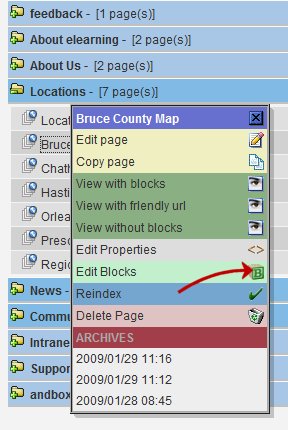 feedback - [1 page(s)]
About elearning - [2 page(s)]
About Us - [2 page(s)]
Locations - [7 page(s)]
Locat
Bruce
Bruce County Map
Edit page
Copy page
Chath
View with blocks
Hasti
View with friendly url
Orlea
View without blocks
Presc
Edit Properties
Regio
Edit Blocks
B
News -
Reindex
Commu
Delete Page
Intrane
ARCHIVES
Suppor
2009/01/29 11:16
2009/01/29 11:12
andbox
2009/01/28 08:45